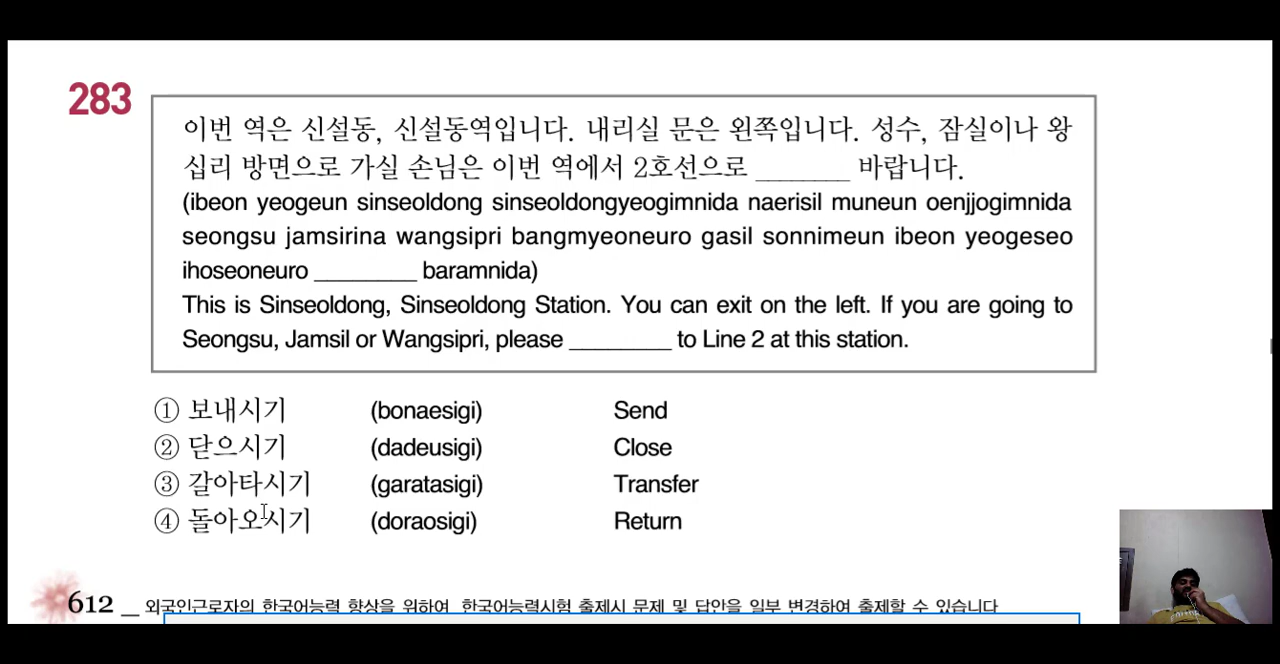 283
이번 역은 신설동, 신설동역입니다. 내리실 문은 왼쪽입니다. 성수, 잠실이나 왕
십리 방면으로 가실 손님은 이번 역에서 2호선으로 ________ 바랍니다.
(ibeon yeogeun sinseoldong sinseoldongyeogimnida naerisil muneun oenjjogimnida
seongsu jamsirina wangsipri bangmyeoneuro gasil sonnimeun ibeon yeogeseo
ihoseoneuro ________ baramnida)
This is Sinseoldong, Sinseoldong Station. You can exit on the left. If you are going to
Seongsu, Jamsil or Wangsipri, please ________ to Line 2 at this station.
① 보내시기 (bonaesigi) Send
② 닫으시기 (dadeusigi) Close
③ 갈아타시기 (garatasigi) Transfer
④ 돌아오시기 (doraosigi) Return
612 _ 외국인근로자의 한국어능력 향상을 위하여 한국어능력시험 출제시 문제 및 답안을 일부 변경하여 출제할 수 있습니다